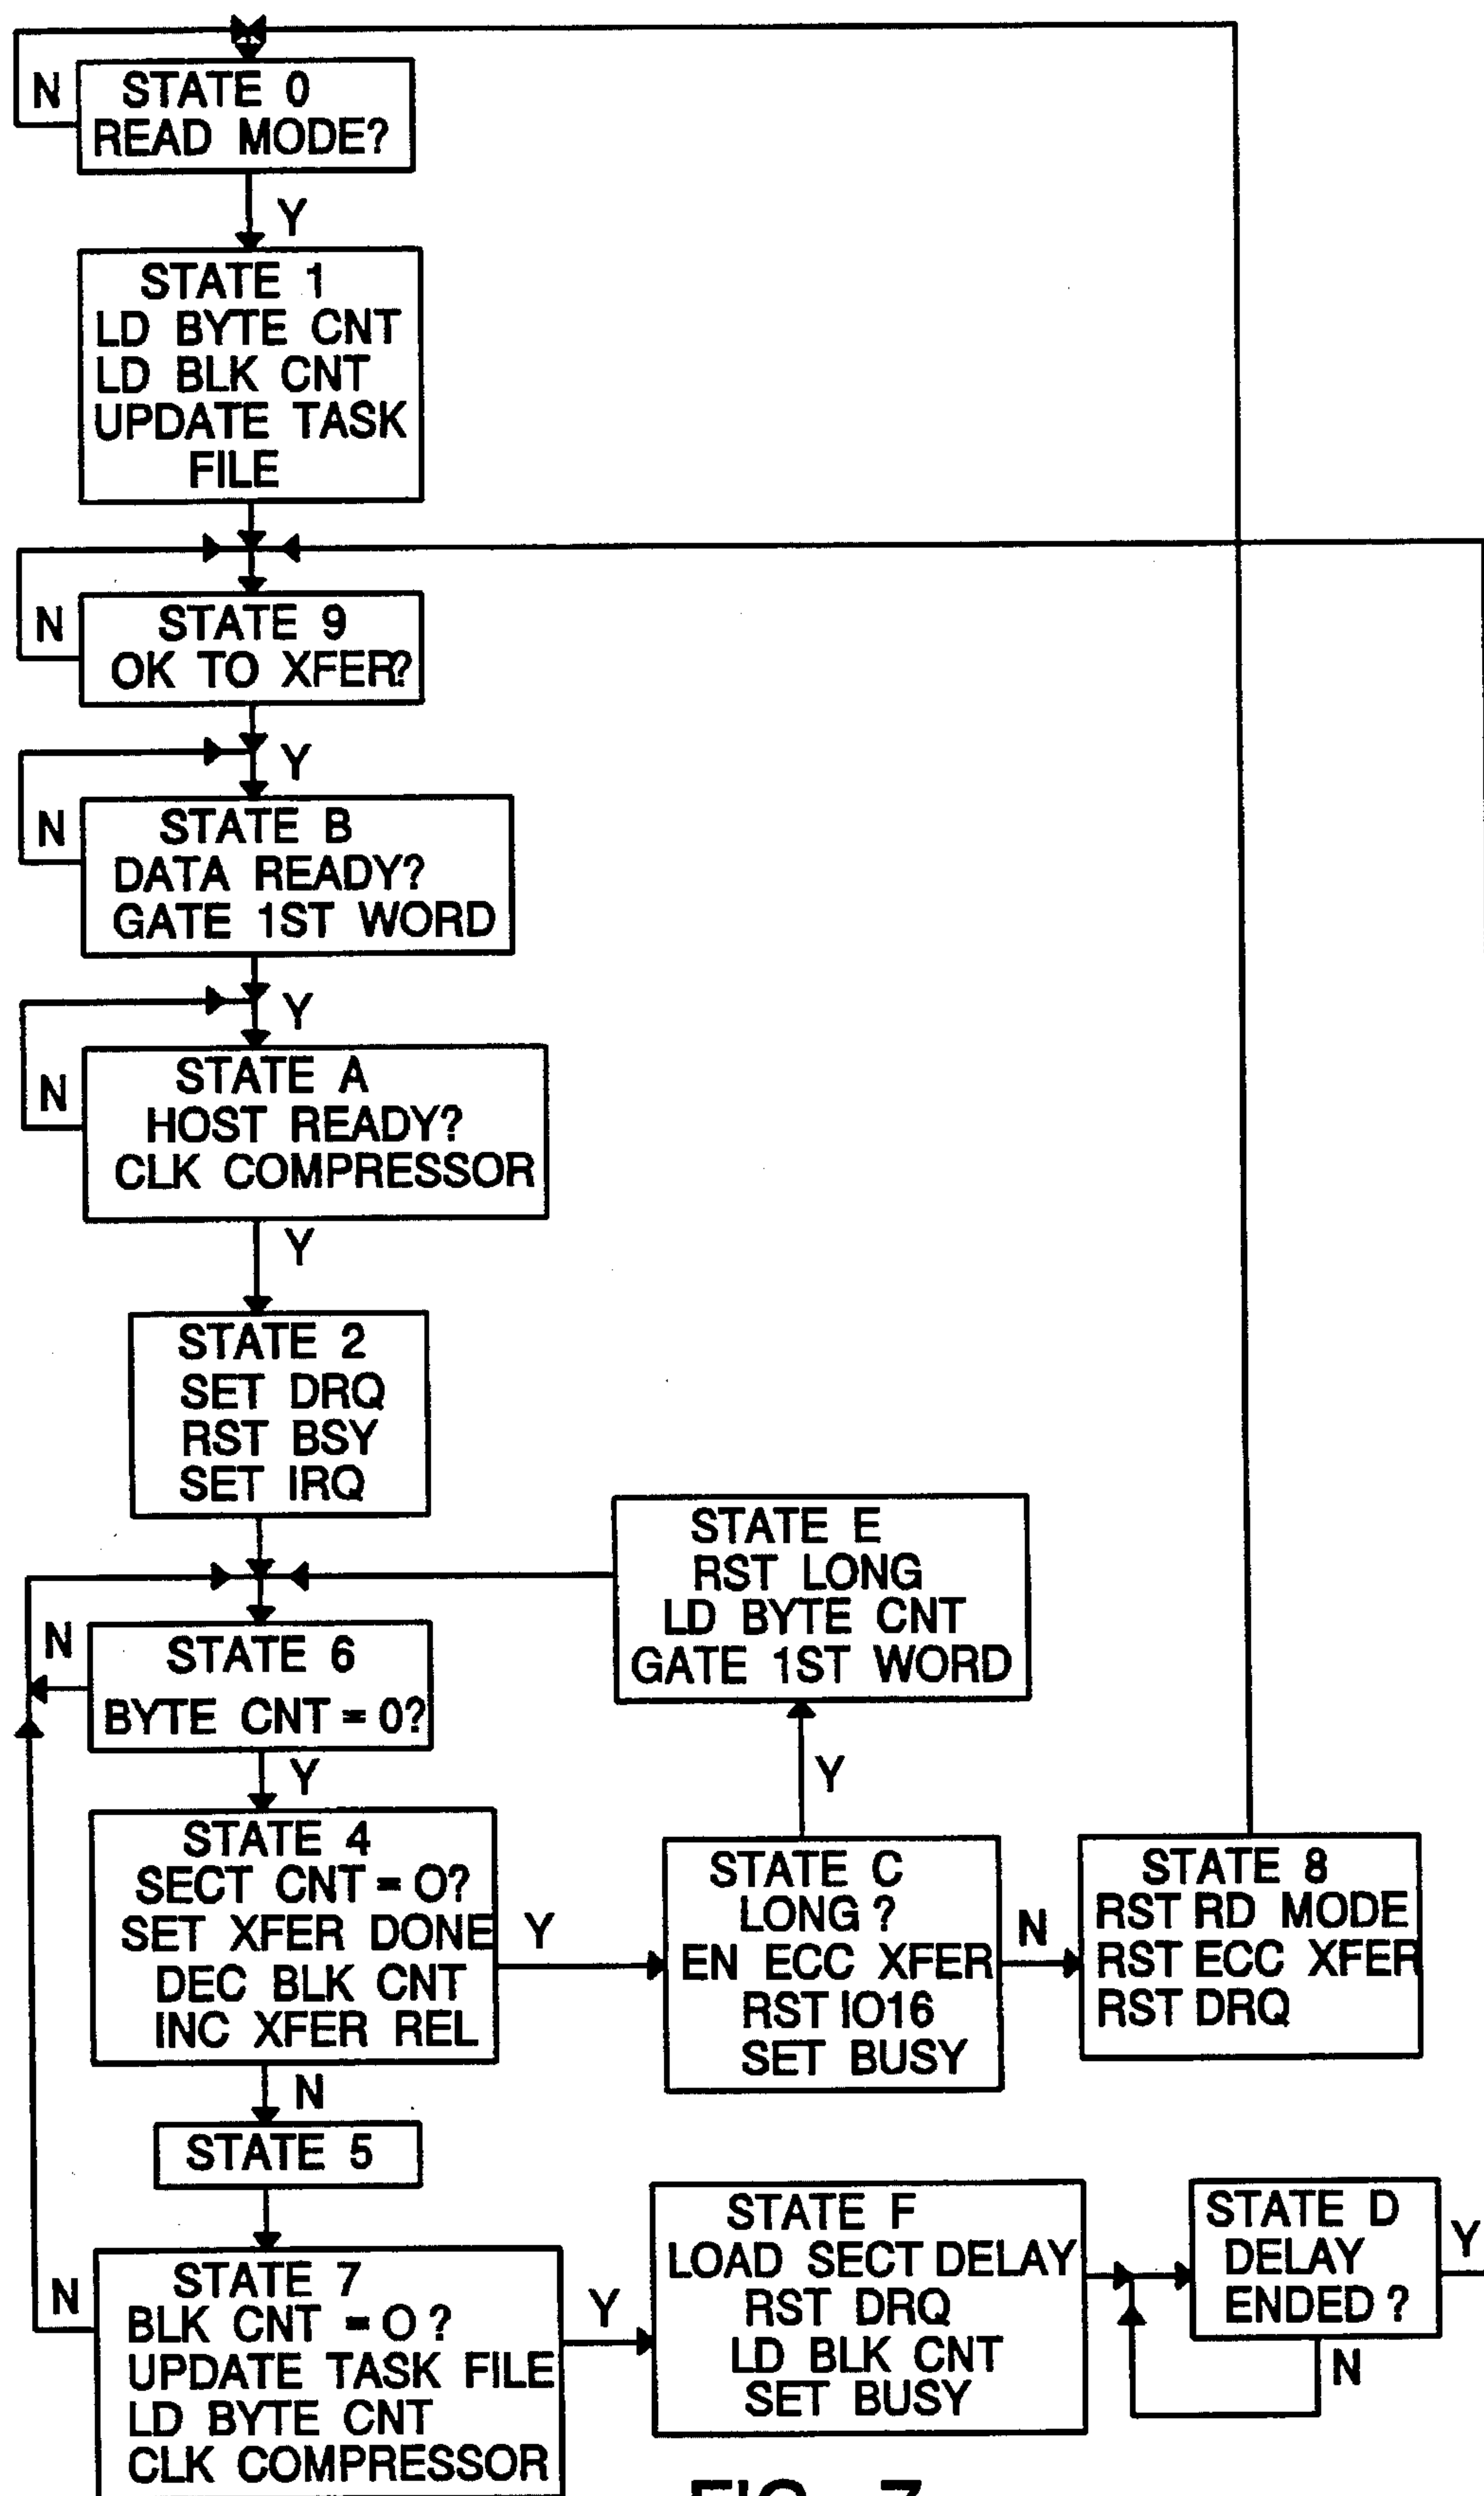 N
STATE 0
READ MODE?
Y
STATE 1
LD BYTE CNT
LD BLK CNT
UPDATE TASK
FILE
N
STATE 9
OK TO XFER?
Y
N
STATE B
DATA READY?
GATE 1ST WORD
Y
N
STATE A
HOST READY?
CLK COMPRESSOR
Y
STATE 2
SET DRQ
RST BSY
SET IRQ
STATE E
RST LONG
LD BYTE CNT
GATE 1ST WORD
N
STATE 6
BYTE CNT = 0?
Y
Y
STATE 4
SECT CNT = O?
SET XFER DONE
DEC BLK CNT
INC XFER REL
Y
STATE C
LONG ?
EN ECC XFER
RST IO16
SET BUSY
N
STATE 8
RST RD MODE
RST ECC XFER
RST DRQ
N
STATE 5
N
STATE 7
BLK CNT = O ?
UPDATE TASK FILE
LD BYTE CNT
CLK COMPRESSOR
Y
STATE F
LOAD SECT DELAY
RST DRQ
LD BLK CNT
SET BUSY
STATE D
DELAY
ENDED ?
Y
N
FIG. 7